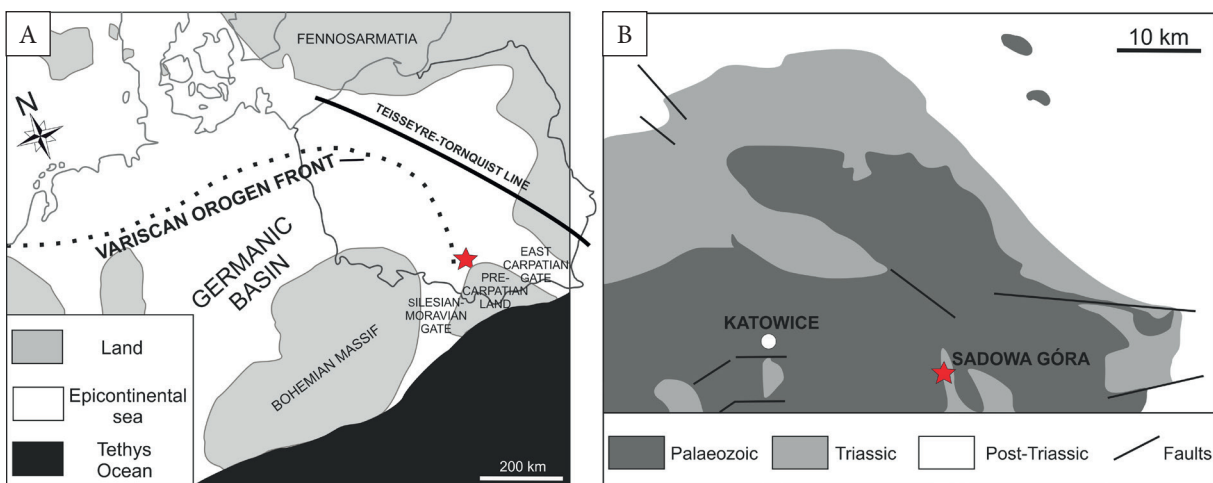 A
FENNOSARMATIA
N
TEISSEYRE-TORNQUIST LINE
VARISCAN OROGEN FRONT
GERMANIC
BASIN
EAST
CARPATIAN
GATE
PRE-
CARPATIAN
LAND
SILESIAN-
MORAVIAN
GATE
BOHEMIAN MASSIF
Land
Epicontinental
sea
Tethys
Ocean
200 km
B
10 km
KATOWICE
SADOWA GÓRA
Palaeozoic
Triassic
Post-Triassic
Faults